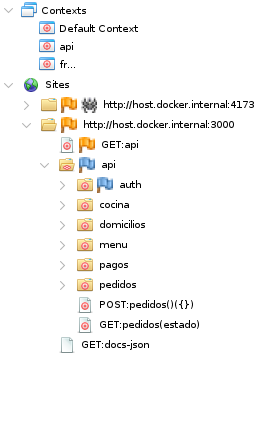 Contexts
Default Context
api
fr...
Sites
http://host.docker.internal:4173
http://host.docker.internal:3000
GET:api
api
auth
cocina
domicilios
menu
pagos
pedidos
POST:pedidos()({})
GET:pedidos(estado)
GET:docs-json